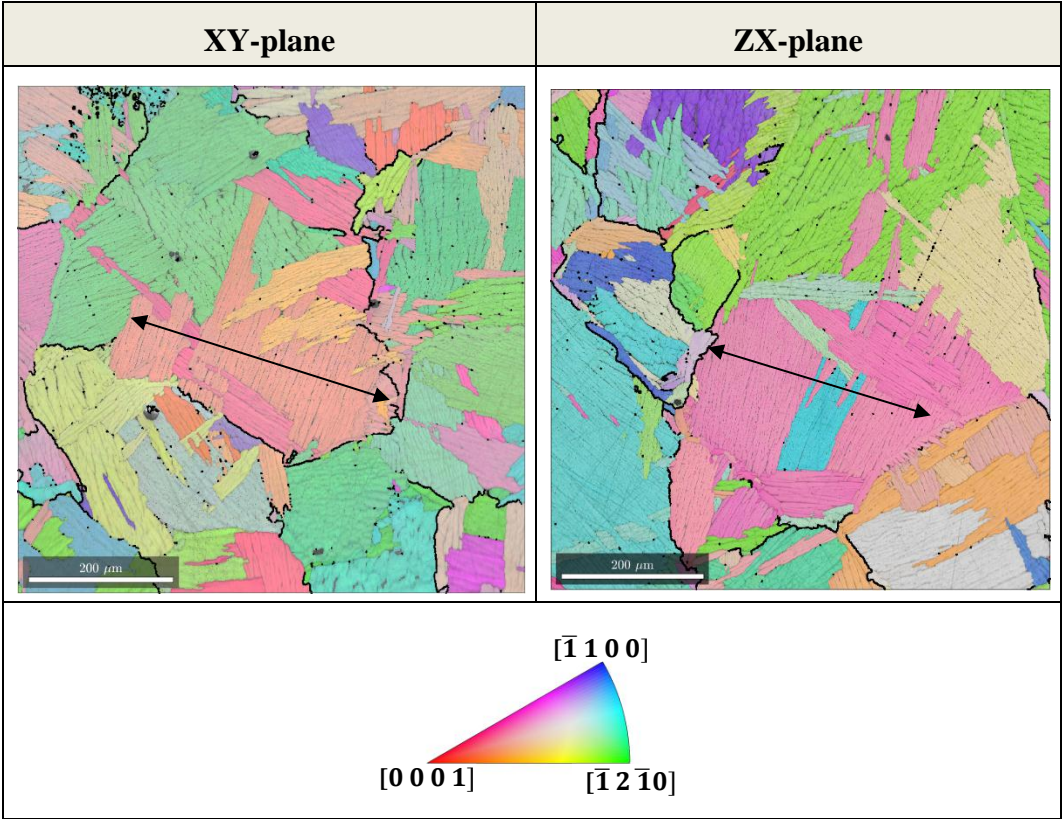 XY-plane
ZX-plane
200 μm
200 μm
[1̅ 1 0 0]
[0 0 0 1]
[1̅ 2 1̅ 0]